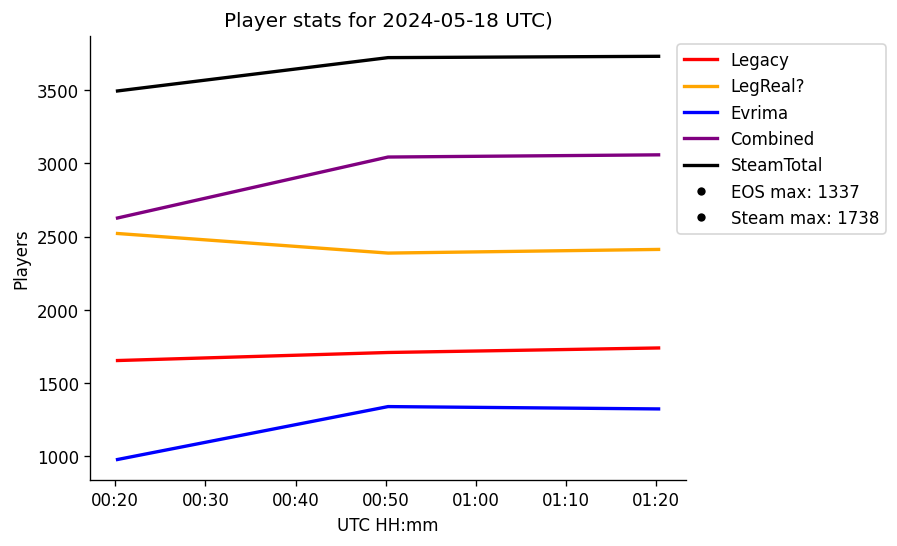 Player stats for 2024-05-18 UTC)
Legacy
LegReal?
Evrima
Combined
SteamTotal
EOS max: 1337
Steam max: 1738
Players
3500
3000
2500
2000
1500
1000
00:20 00:30 00:40 00:50 01:00 01:10 01:20
UTC HH:mm